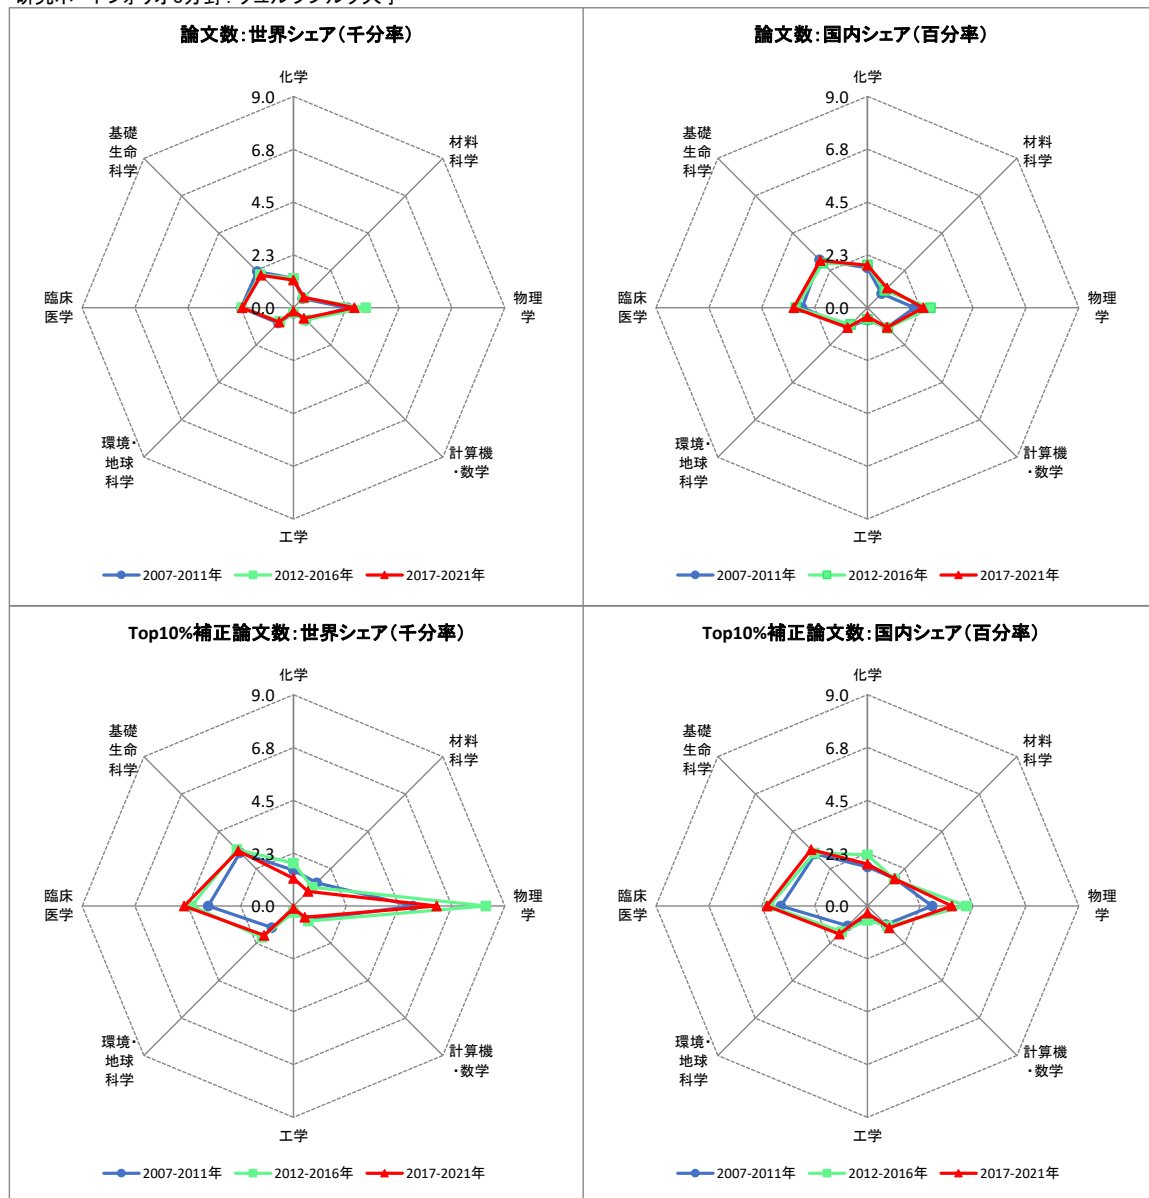 論文数：世界シェア（千分率）
化学
9.0
6.8
4.5
2.3
0.0
材料
科学
物理
学
計算機
・数学
工学
環境・
地球
科学
臨床
医学
基礎
生命
科学
2007-2011年 2012-2016年 2017-2021年
論文数：国内シェア（百分率）
化学
9.0
6.8
4.5
2.3
0.0
材料
科学
物理
学
計算機
・数学
工学
環境・
地球
科学
臨床
医学
基礎
生命
科学
2007-2011年 2012-2016年 2017-2021年
Top10%補正論文数：世界シェア（千分率）
化学
9.0
6.8
4.5
2.3
0.0
材料
科学
物理
学
計算機
・数学
工学
環境・
地球
科学
臨床
医学
基礎
生命
科学
2007-2011年 2012-2016年 2017-2021年
Top10%補正論文数：国内シェア（百分率）
化学
9.0
6.8
4.5
2.3
0.0
材料
科学
物理
学
計算機
・数学
工学
環境・
地球
科学
臨床
医学
基礎
生命
科学
2007-2011年 2012-2016年 2017-2021年